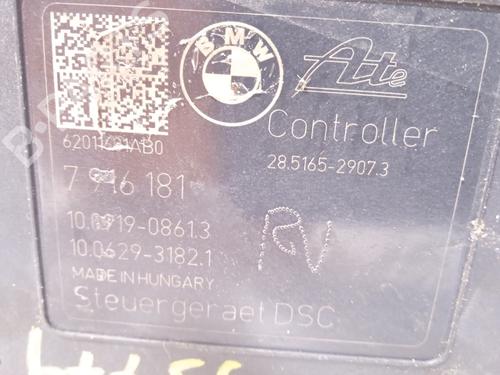 BMW
Ate
Controller
28.5165-2907.3
7 916 181
10.0919-0861.3
10.0629-3182.1
RV
MADE IN HUNGARY
Steuergeraet DSC